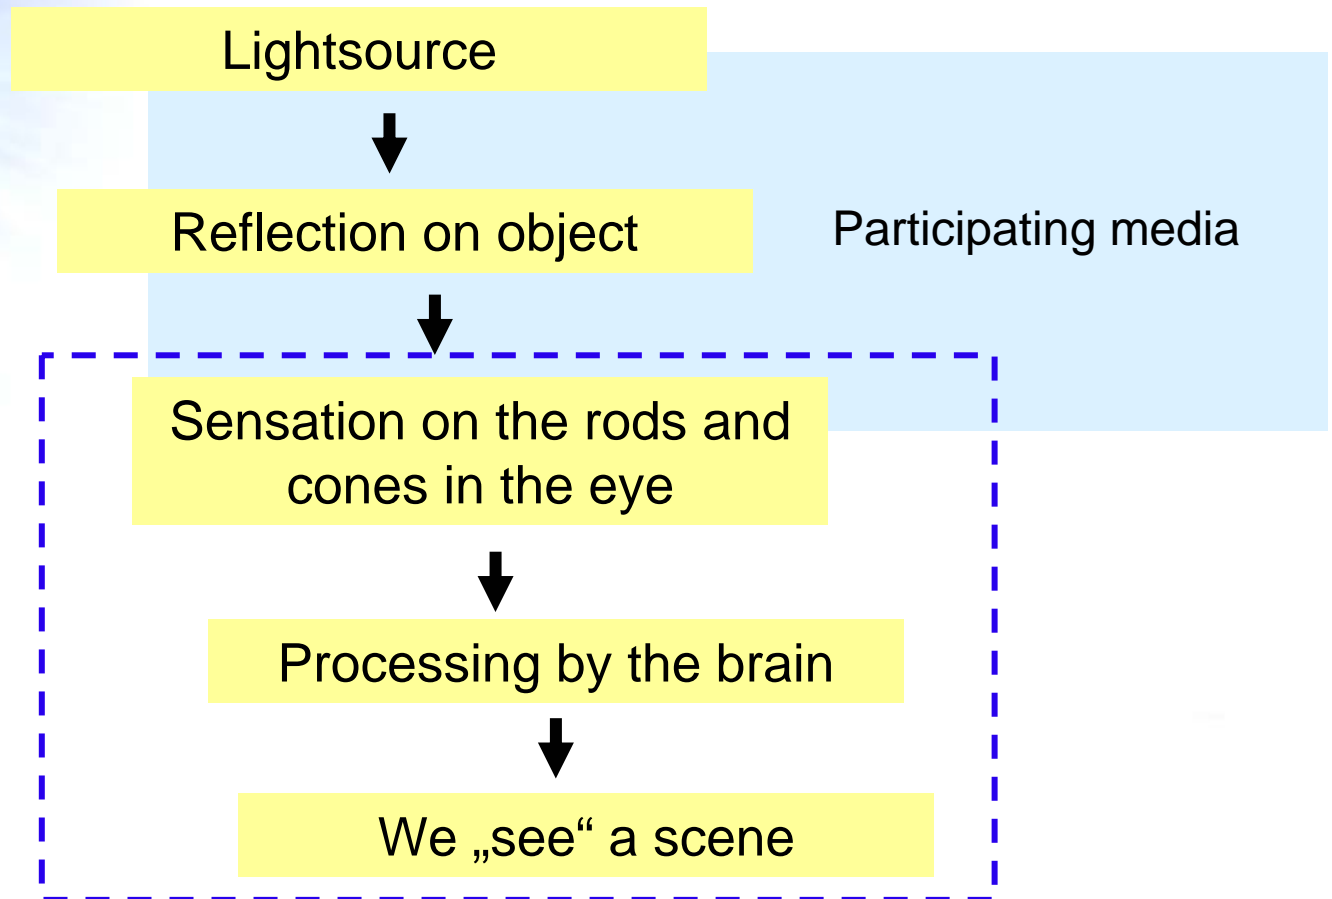 Lightsource
Reflection on object
Participating media
Sensation on the rods and
cones in the eye
Processing by the brain
We „see“ a scene